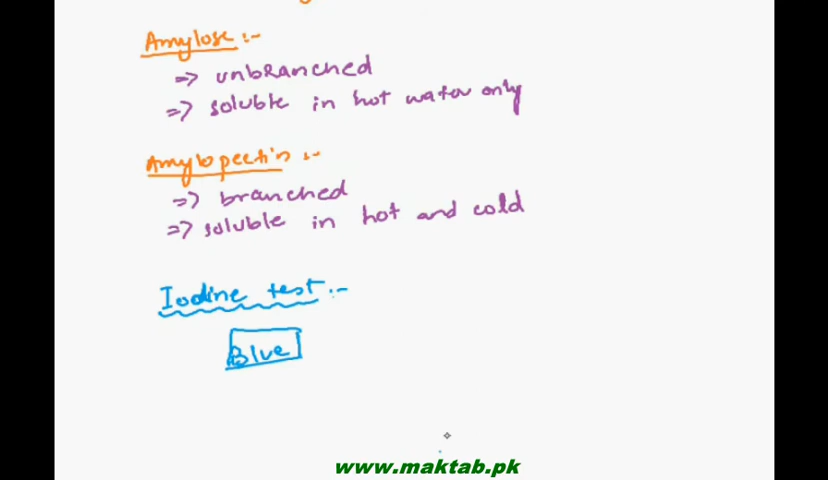 Amylose :-
=> unbranched
=> soluble in hot water only
Amylopectin :-
=> branched
=> soluble in hot and cold
Iodine test :-
Blue
www.maktab.pk